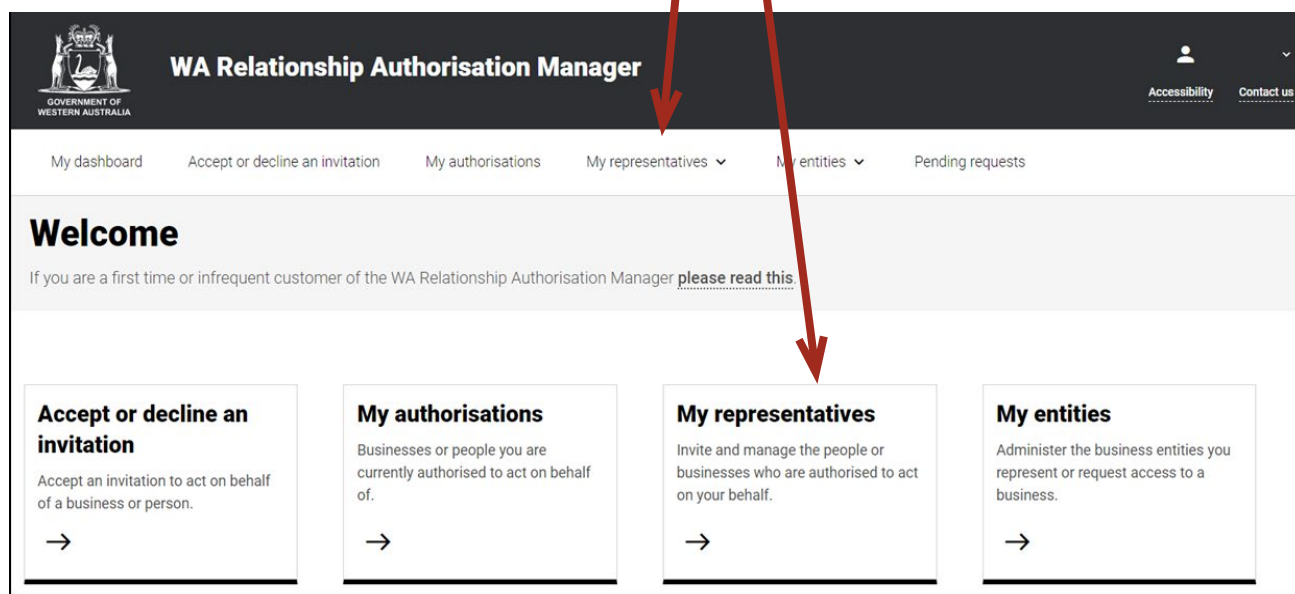 GOVERNMENT OF
WESTERN AUSTRALIA
WA Relationship Authorisation Manager
Accessibility
Contact us
My dashboard
Accept or decline an invitation
My authorisations
My representatives
My entities
Pending requests
Welcome
If you are a first time or infrequent customer of the WA Relationship Authorisation Manager please read this.
Accept or decline an
invitation
Accept an invitation to act on behalf
of a business or person.
My authorisations
Businesses or people you are
currently authorised to act on behalf
of.
My representatives
Invite and manage the people or
businesses who are authorised to act
on your behalf.
My entities
Administer the business entities you
represent or request access to a
business.